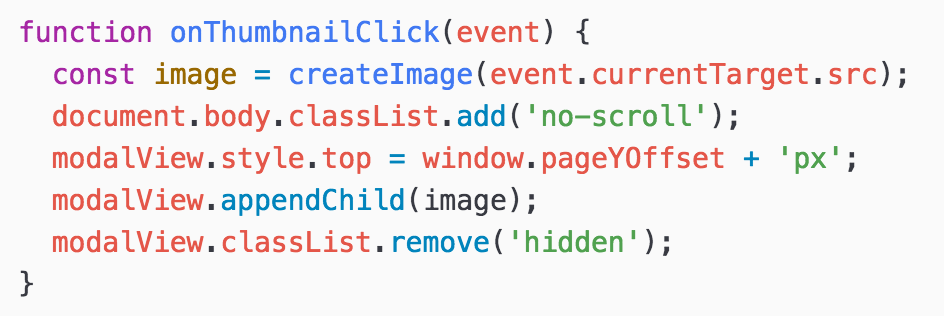 function onThumbnailClick(event) {
  const image = createImage(event.currentTarget.src);
  document.body.classList.add('no-scroll');
  modalView.style.top = window.pageYOffset + 'px';
  modalView.appendChild(image);
  modalView.classList.remove('hidden');
}